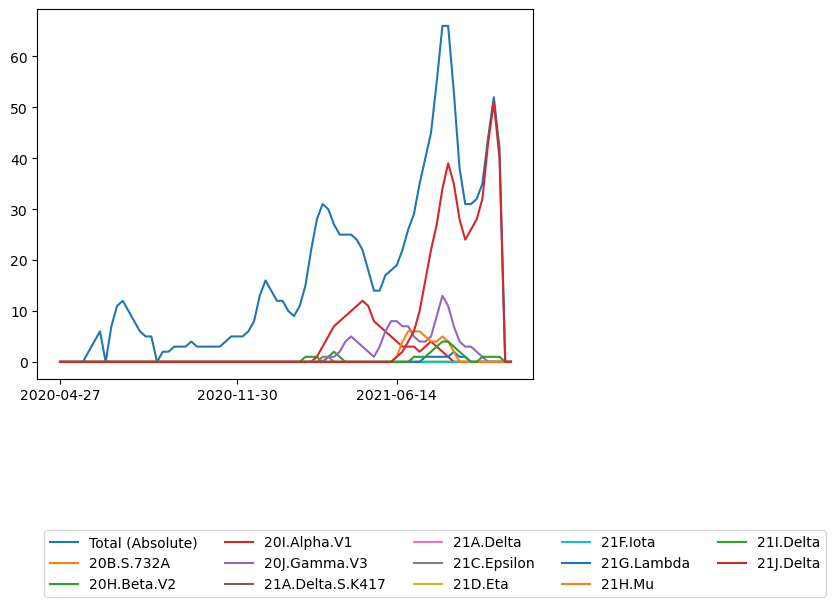 60
50
40
30
20
10
0
2020-04-27 2020-11-30 2021-06-14
Total (Absolute) 20I.Alpha.V1 21A.Delta 21F.Iota 21I.Delta
20B.S.732A 20J.Gamma.V3 21C.Epsilon 21G.Lambda 21J.Delta
20H.Beta.V2 21A.Delta.S.K417 21D.Eta 21H.Mu